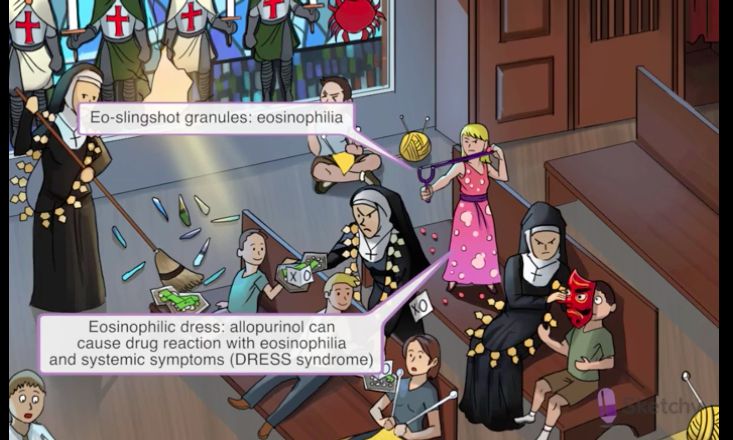 Eo-slingshot granules: eosinophilia
XO
XO
Eosinophilic dress: allopurinol can
cause drug reaction with eosinophilia
and systemic symptoms (DRESS syndrome)
XO
Sketchy